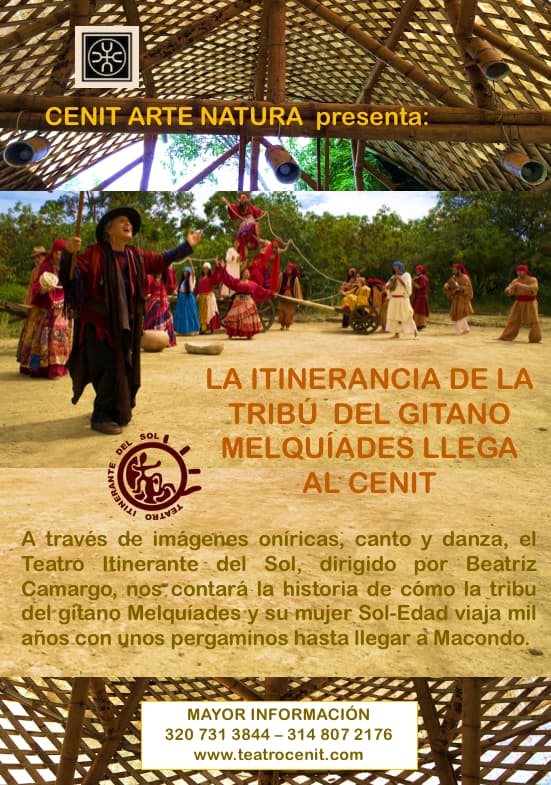 CENIT ARTE NATURA presenta:
LA ITINERANCIA DE LA
TRIBÚ DEL GITANO
MELQUÍADES LLEGA
AL CENIT
TEATRO ITINERANTE DEL SOL
A través de imágenes oníricas, canto y danza, el
Teatro Itinerante del Sol, dirigido por Beatriz
Camargo, nos contará la historia de cómo la tribu
del gitano Melquíades y su mujer Sol-Edad viaja mil
años con unos pergaminos hasta llegar a Macondo.
MAYOR INFORMACIÓN
320 731 3844 – 314 807 2176
www.teatrocenit.com